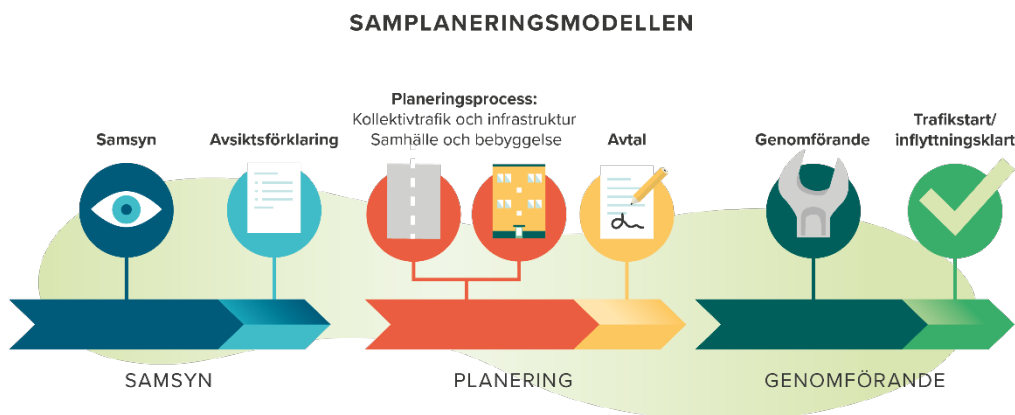 SAMPLANERINGSMODELLEN
Samsyn
Avsiktsförklaring
Planeringsprocess:
Kollektivtrafik och infrastruktur
Samhälle och bebyggelse
Avtal
Genomförande
Trafikstart/
inflyttningsklart
SAMSYN
PLANERING
GENOMFÖRANDE